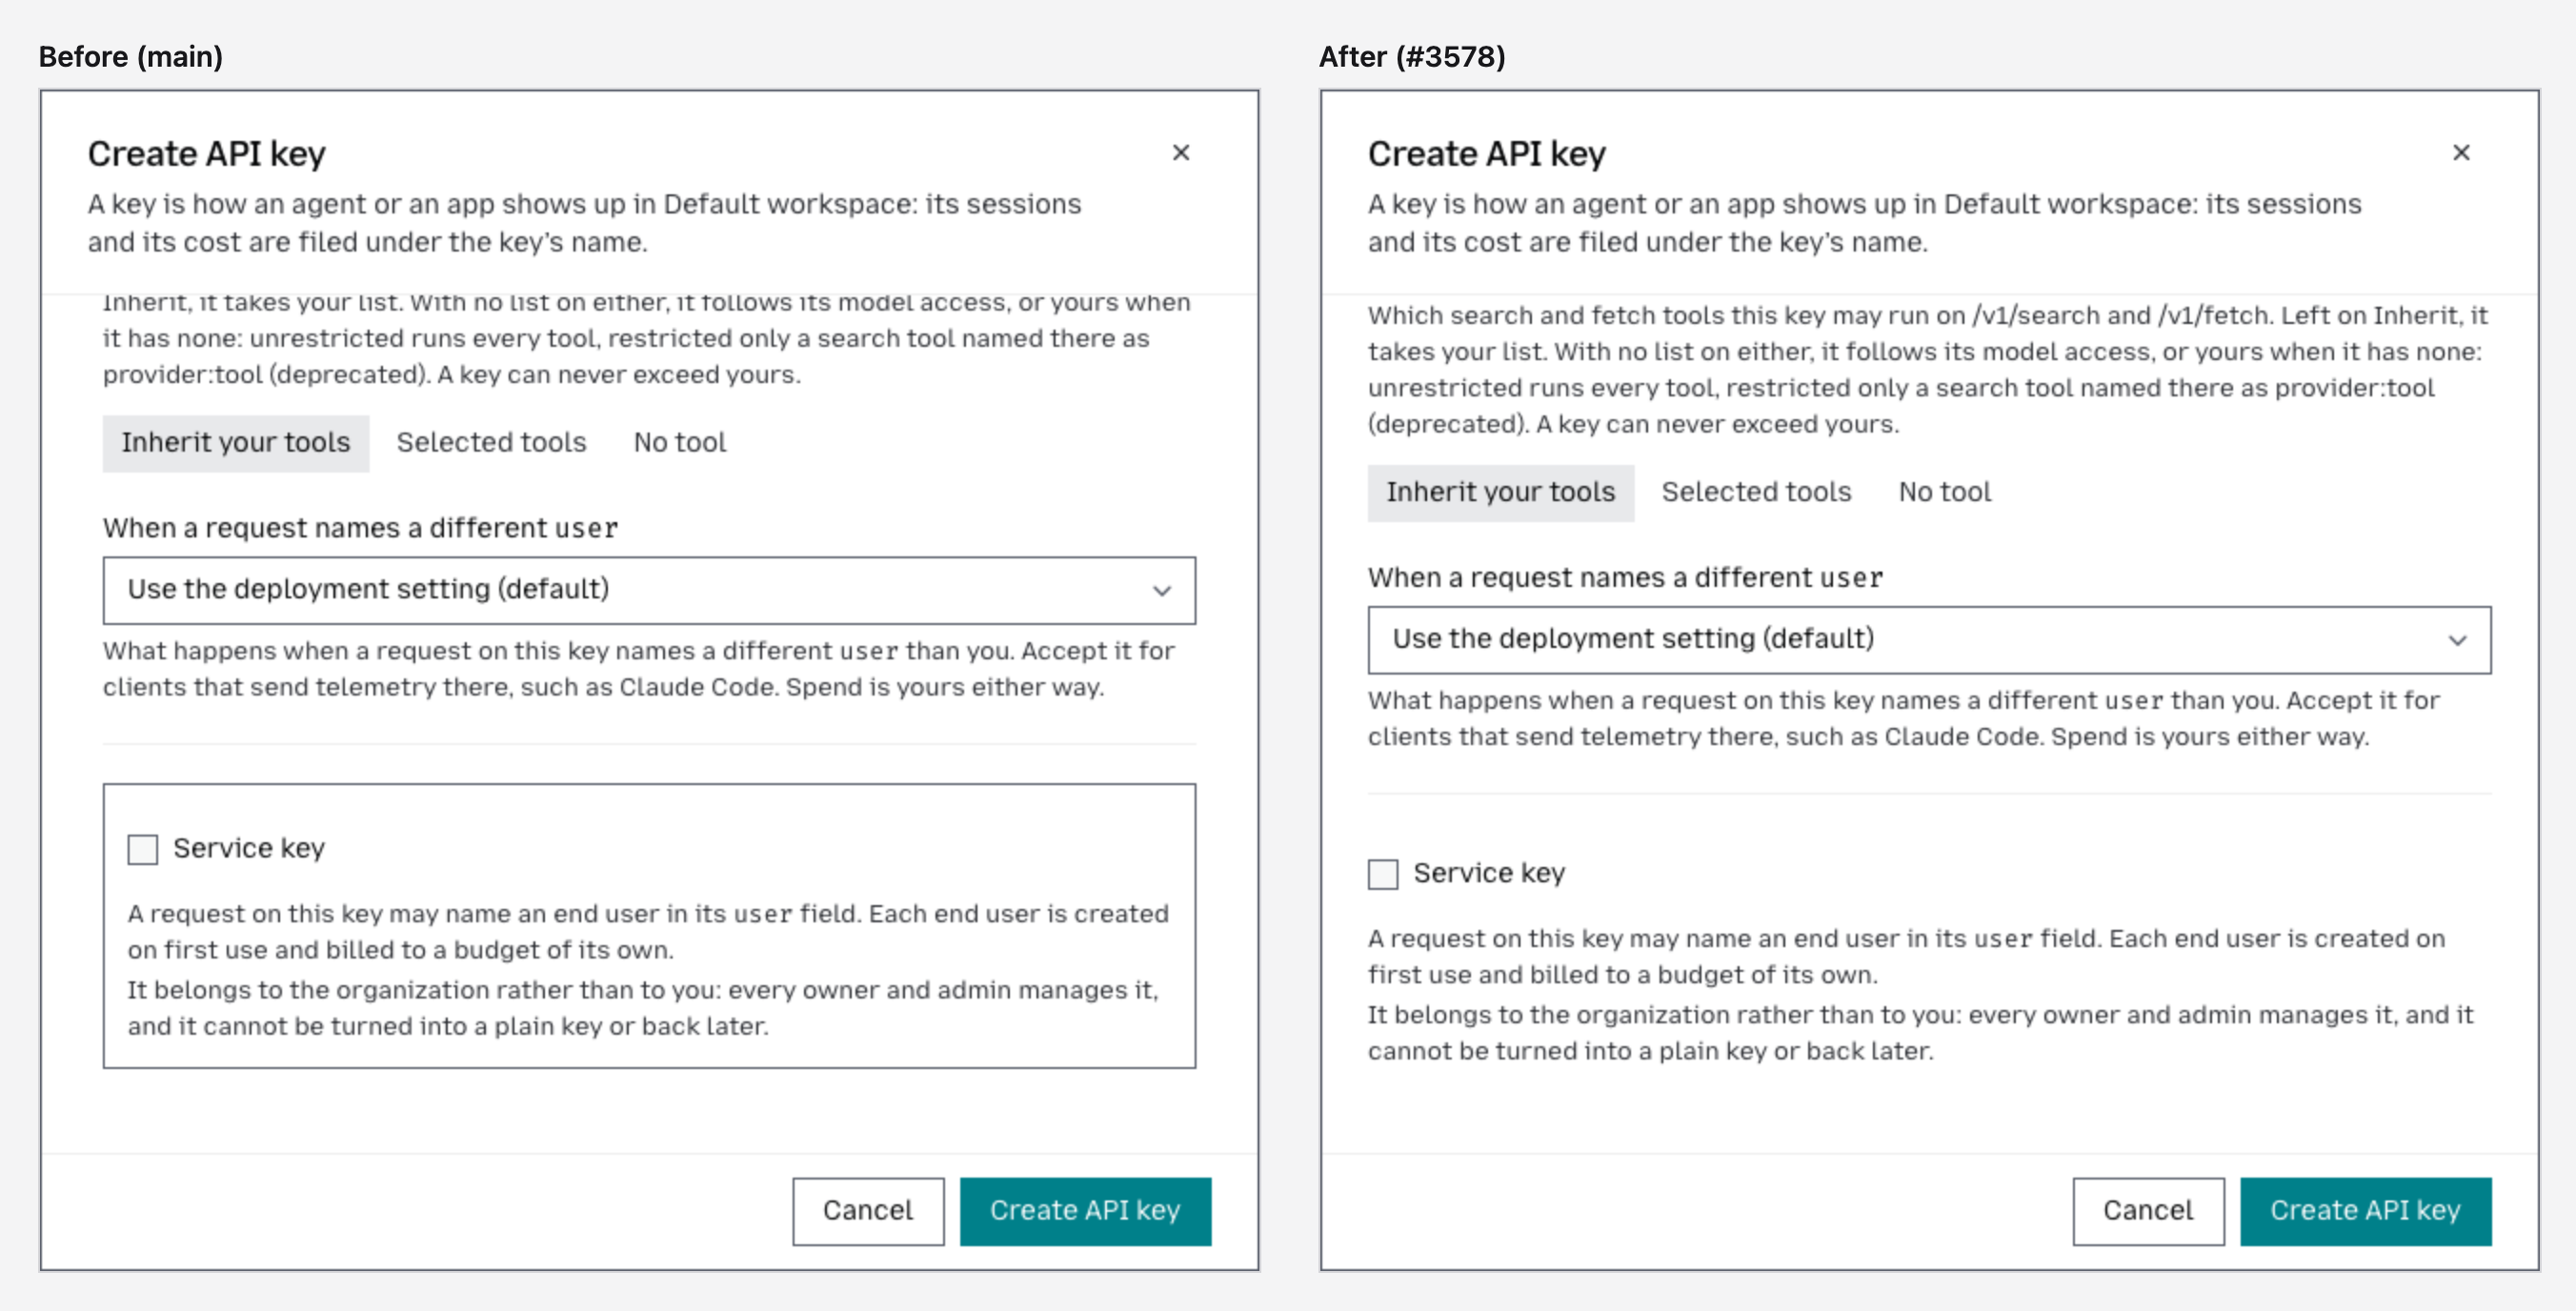 Before (main)
Create API key
A key is how an agent or an app shows up in Default workspace: its sessions
and its cost are filed under the key’s name.
Inherit, it takes your list. With no list on either, it follows its model access, or yours when
it has none: unrestricted runs every tool, restricted only a search tool named there as
provider:tool (deprecated). A key can never exceed yours.
Inherit your tools Selected tools No tool
When a request names a different user
Use the deployment setting (default)
What happens when a request on this key names a different user than you. Accept it for
clients that send telemetry there, such as Claude Code. Spend is yours either way.
Service key
A request on this key may name an end user in its user field. Each end user is created
on first use and billed to a budget of its own.
It belongs to the organization rather than to you: every owner and admin manages it,
and it cannot be turned into a plain key or back later.
Cancel Create API key
After (#3578)
Create API key
A key is how an agent or an app shows up in Default workspace: its sessions
and its cost are filed under the key’s name.
Which search and fetch tools this key may run on /v1/search and /v1/fetch. Left on Inherit, it
takes your list. With no list on either, it follows its model access, or yours when it has none:
unrestricted runs every tool, restricted only a search tool named there as provider:tool
(deprecated). A key can never exceed yours.
Inherit your tools Selected tools No tool
When a request names a different user
Use the deployment setting (default)
What happens when a request on this key names a different user than you. Accept it for
clients that send telemetry there, such as Claude Code. Spend is yours either way.
Service key
A request on this key may name an end user in its user field. Each end user is created on
first use and billed to a budget of its own.
It belongs to the organization rather than to you: every owner and admin manages it, and it
cannot be turned into a plain key or back later.
Cancel Create API key